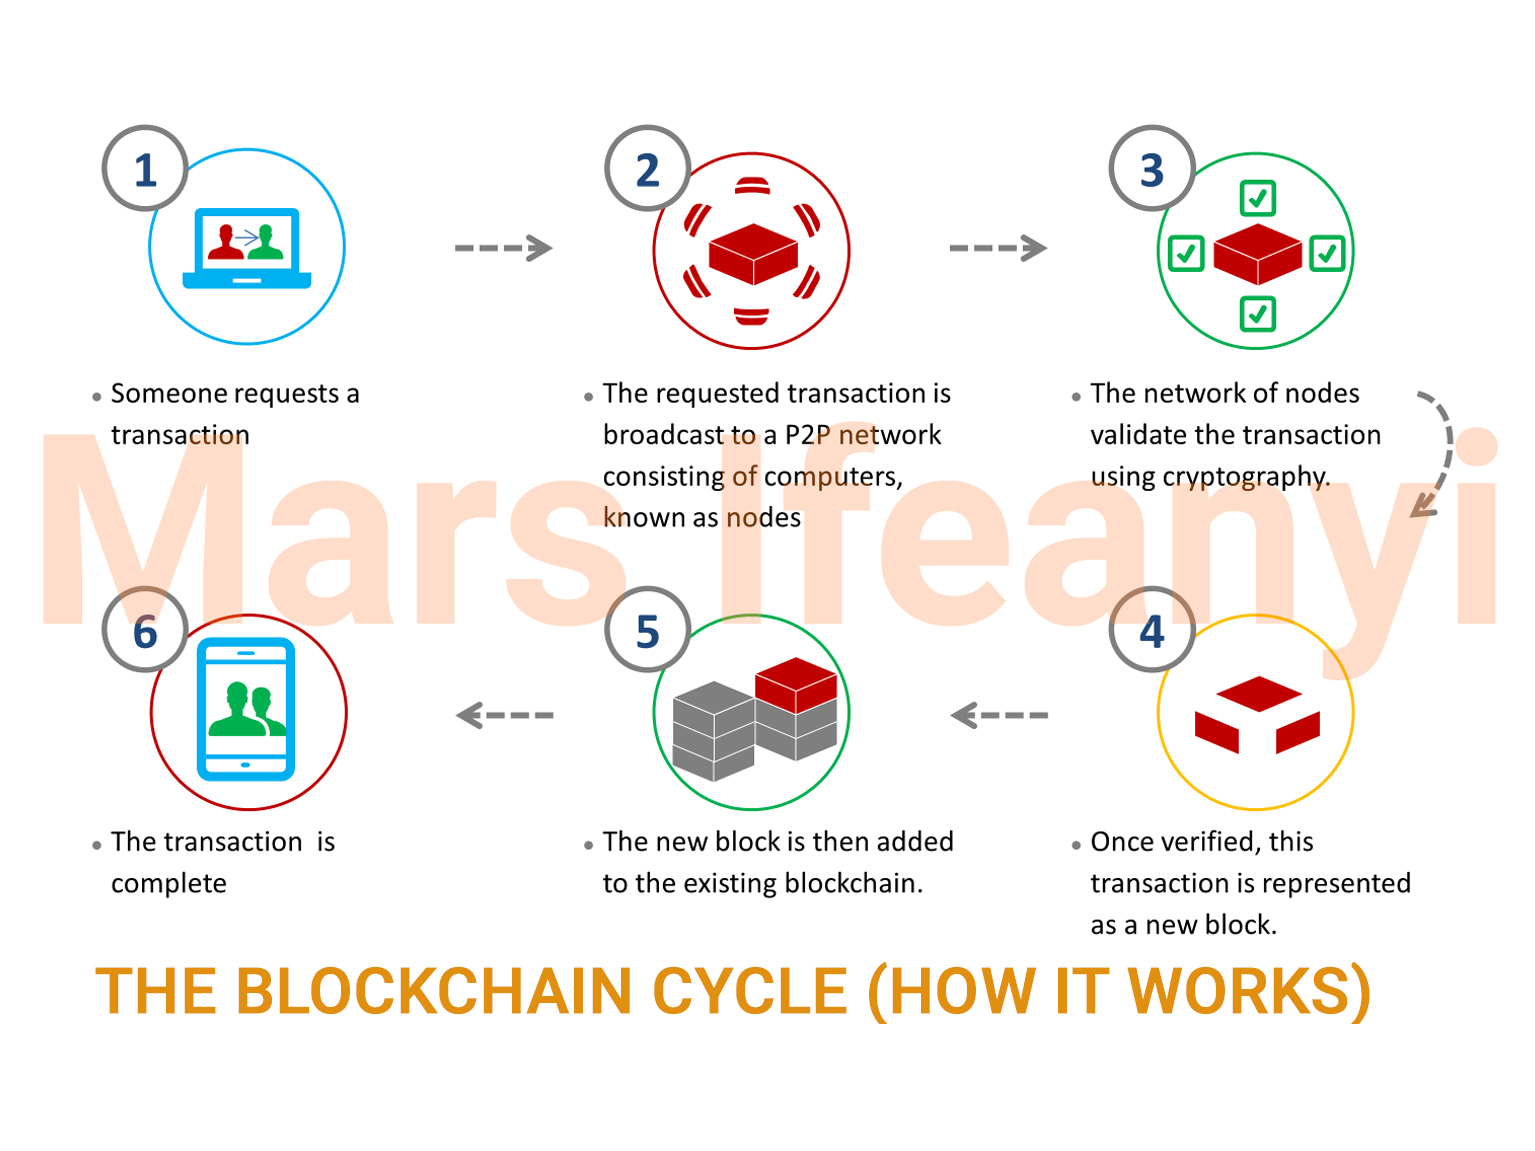 1
Someone requests a
transaction
2
The requested transaction is
broadcast to a P2P network
consisting of computers,
known as nodes
3
The network of nodes
validate the transaction
using cryptography.
Mars Ifeanyi
4
Once verified, this
transaction is represented
as a new block.
5
The new block is then added
to the existing blockchain.
6
The transaction is
complete
THE BLOCKCHAIN CYCLE (HOW IT WORKS)